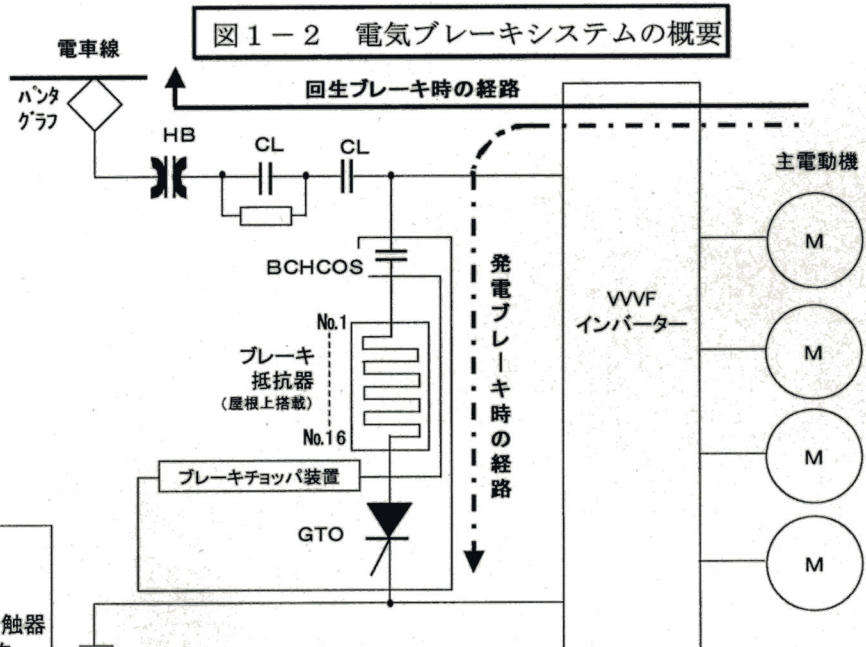 図1-2 電気ブレーキシステムの概要
電車線
パンタ
グラフ
回生ブレーキ時の経路
HB
CL
CL
主電動機
M
BCHCOS
発電ブレーキ時の経路
VVVF
インバーター
No.1
ブレーキ
抵抗器
(屋根上搭載)
No.16
M
M
ブレーキチョッパ装置
GTO
M
触器